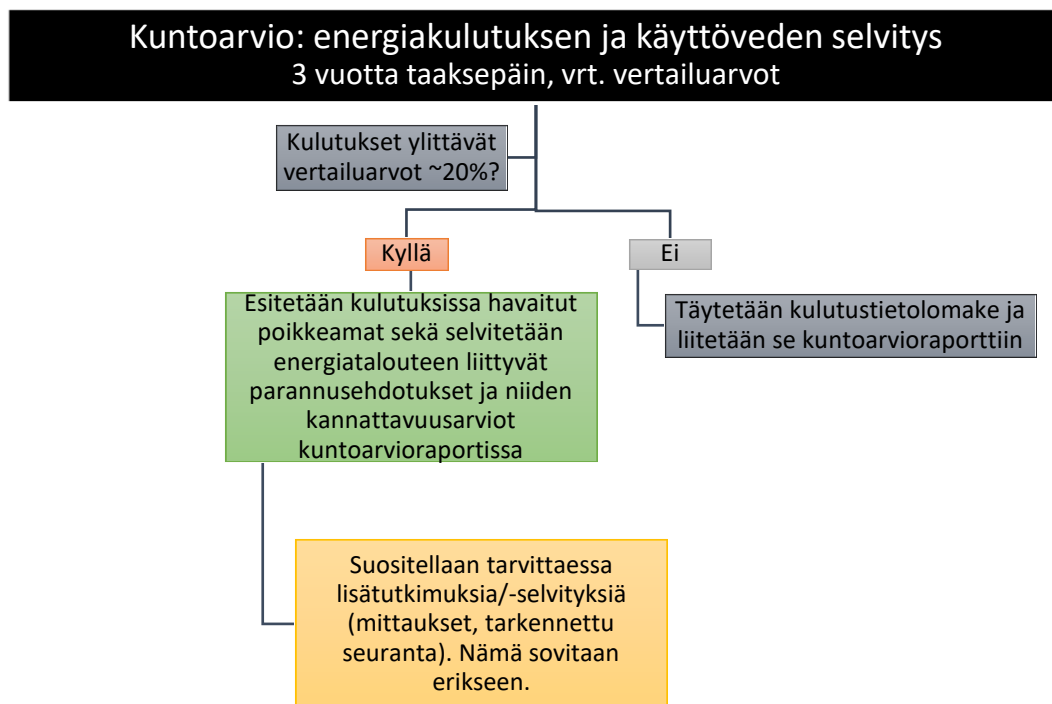 Kuntoarvio: energiakulutuksen ja käyttöveden selvitys
3 vuotta taaksepäin, vrt. vertailuarvot
Kulutukset ylittävät
vertailuarvot ~20%?
Kyllä
Ei
Esitetään kulutuksissa havaitut
poikkeamat sekä selvitetään
energiatalouteen liittyvät
parannusehdotukset ja niiden
kannattavuusarviot
kuntoarvioraportissa
Täytetään kulutustietolomake ja
liitetään se kuntoarvioraporttiin
Suositellaan tarvittaessa
lisätutkimuksia/-selvityksiä
(mittaukset, tarkennettu
seuranta). Nämä sovitaan
erikseen.